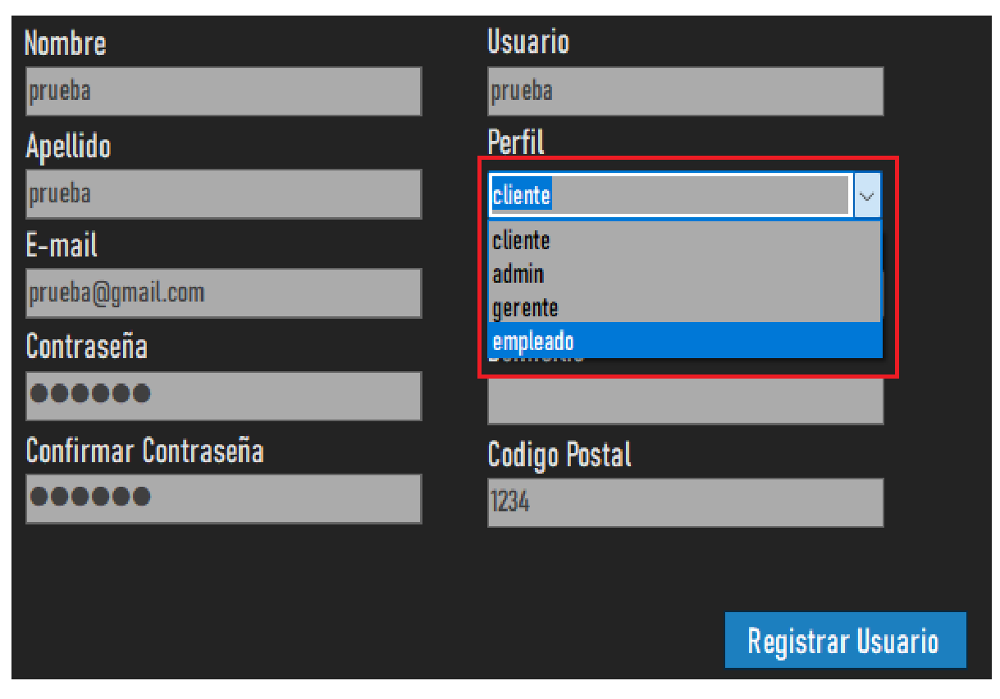 Nombre
prueba
Apellido
prueba
E-mail
prueba@gmail.com
Contraseña
●●●●●●
Confirmar Contraseña
●●●●●●
Usuario
prueba
Perfil
cliente
cliente
admin
gerente
empleado
Codigo Postal
1234
Registrar Usuario